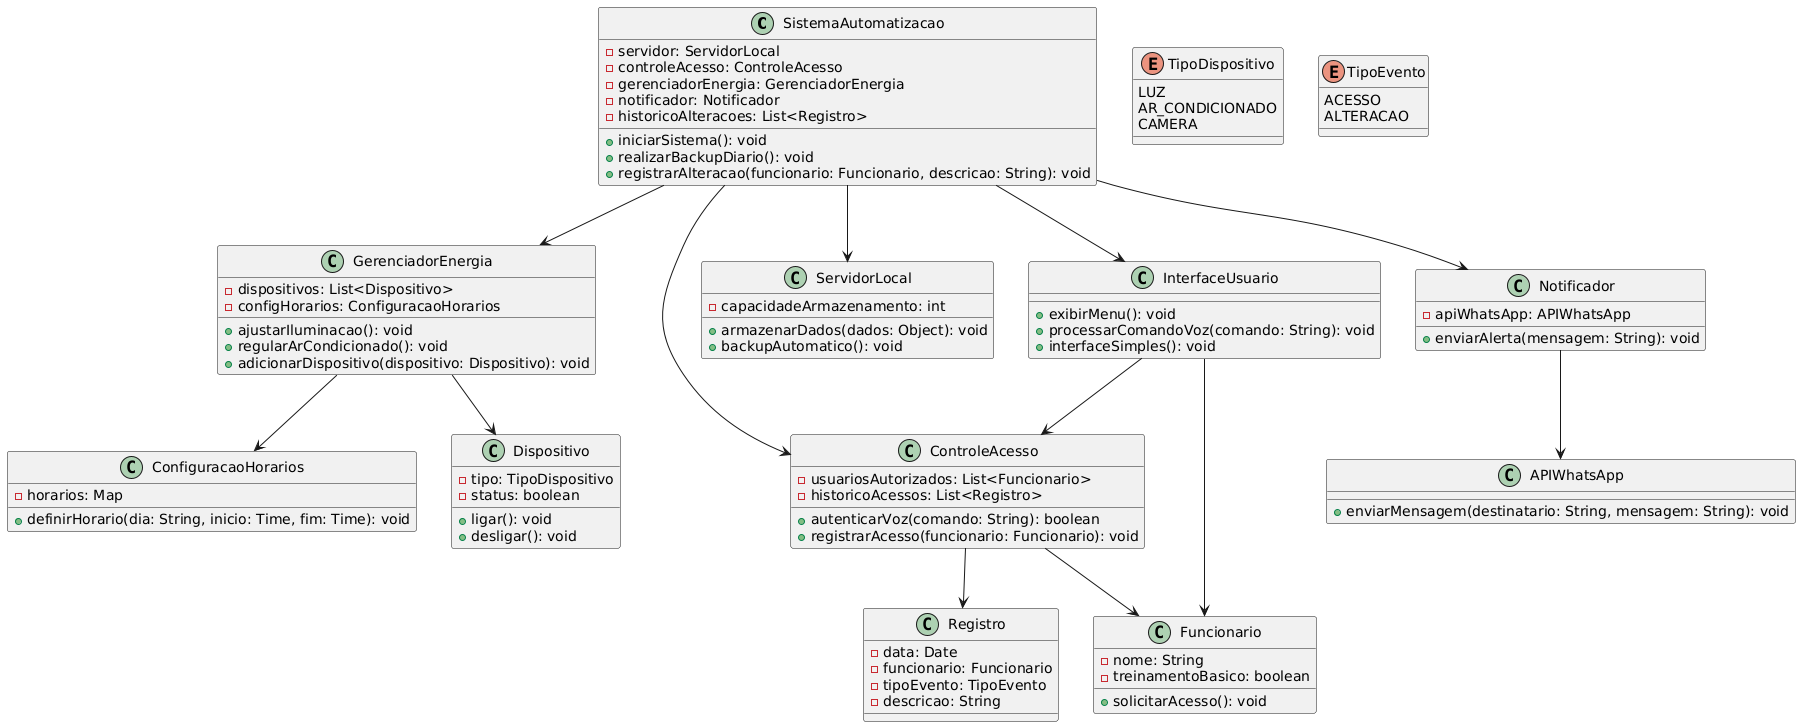 C SistemaAutomatizacao
servidor: ServidorLocal
controleAcesso: ControleAcesso
gerenciadorEnergia: GerenciadorEnergia
notificador: Notificador
historicoAlteracoes: List<Registro>
iniciarSistema(): void
realizarBackupDiario(): void
registrarAlteracao(funcionario: Funcionario, descricao: String): void
E TipoDispositivo
LUZ
AR_CONDICIONADO
CAMERA
E TipoEvento
ACESSO
ALTERACAO
C GerenciadorEnergia
dispositivos: List<Dispositivo>
configHorarios: ConfiguracaoHorarios
ajustarIluminacao(): void
regularArCondicionado(): void
adicionarDispositivo(dispositivo: Dispositivo): void
C ServidorLocal
capacidadeArmazenamento: int
armazenarDados(dados: Object): void
backupAutomatico(): void
C InterfaceUsuario
exibirMenu(): void
processarComandoVoz(comando: String): void
interfaceSimples(): void
C Notificador
apiWhatsApp: APIWhatsApp
enviarAlerta(mensagem: String): void
C ConfiguracaoHorarios
horarios: Map
definirHorario(dia: String, inicio: Time, fim: Time): void
C Dispositivo
tipo: TipoDispositivo
status: boolean
ligar(): void
desligar(): void
C ControleAcesso
usuariosAutorizados: List<Funcionario>
historicoAcessos: List<Registro>
autenticarVoz(comando: String): boolean
registrarAcesso(funcionario: Funcionario): void
C APIWhatsApp
enviarMensagem(destinatario: String, mensagem: String): void
C Registro
data: Date
funcionario: Funcionario
tipoEvento: TipoEvento
descricao: String
C Funcionario
nome: String
treinamentoBasico: boolean
solicitarAcesso(): void